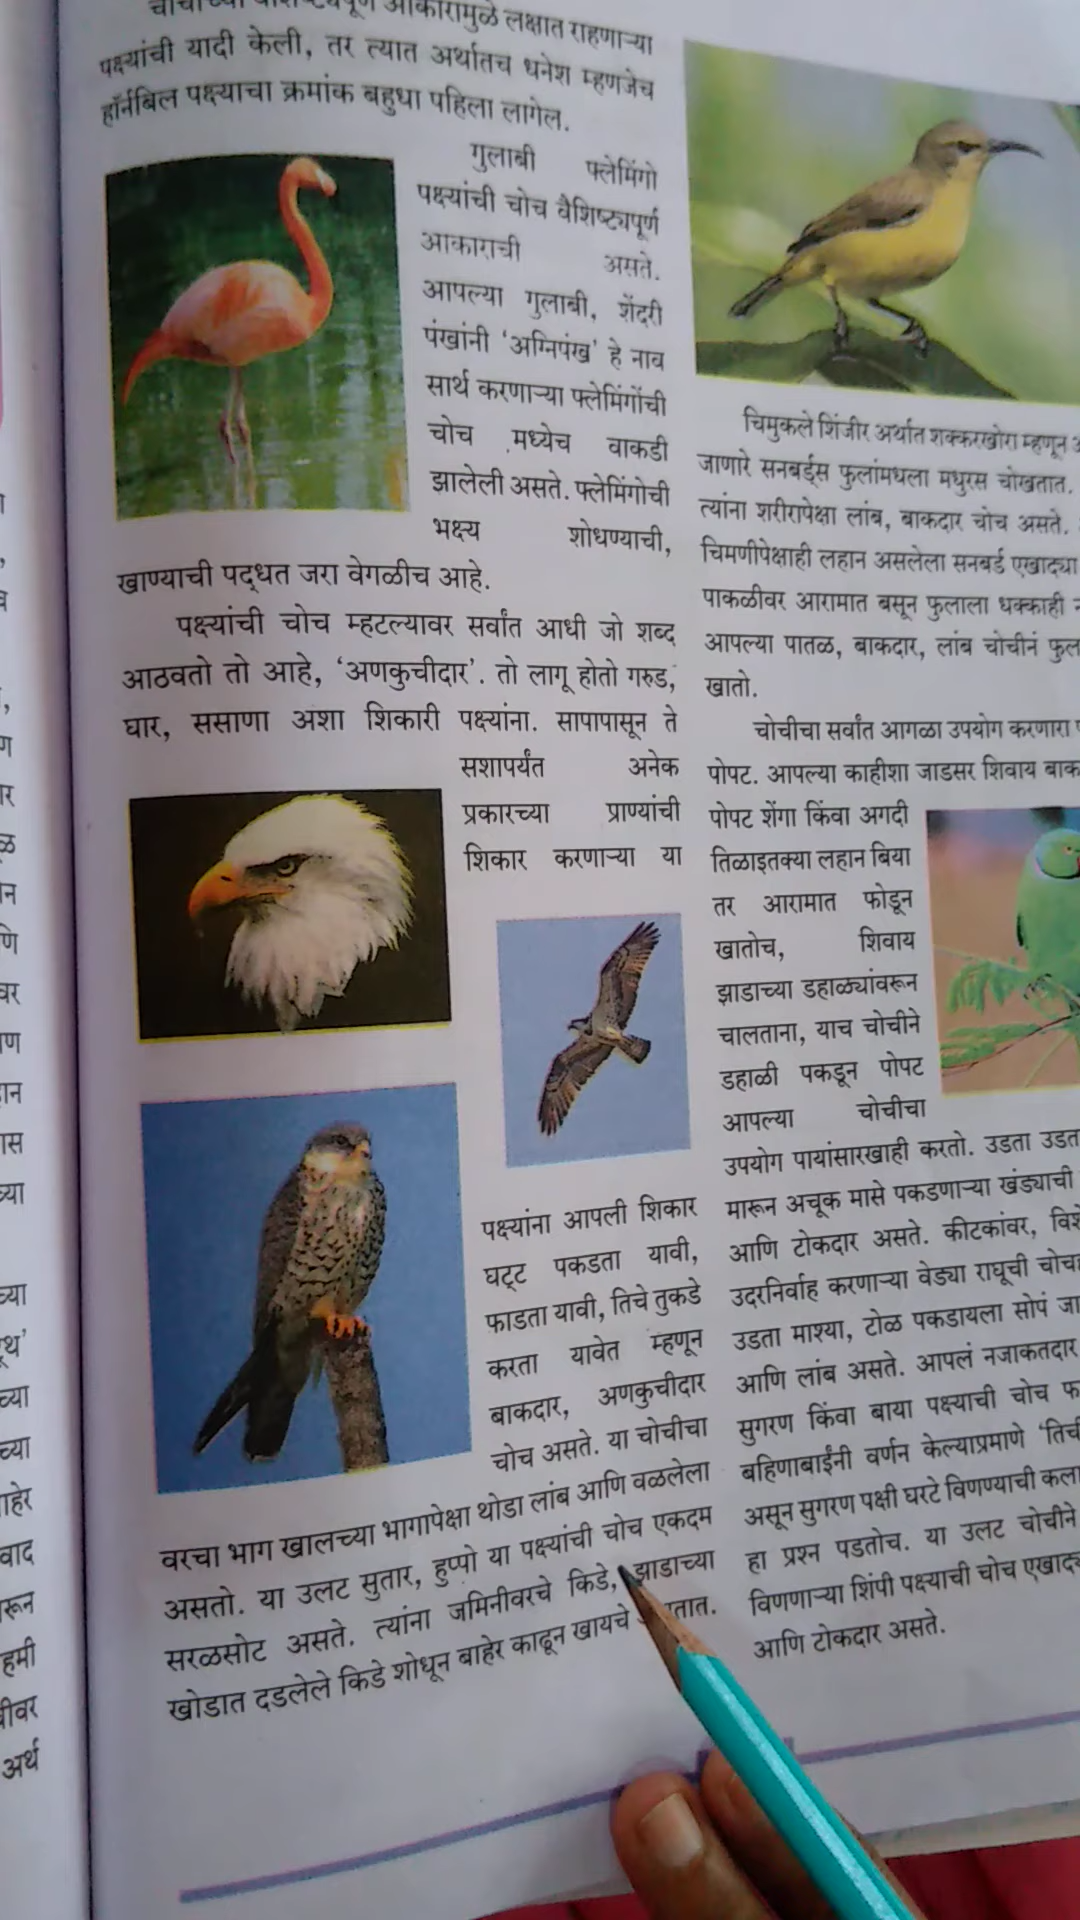 आकारामुळे लक्षात राहणाऱ्या
पक्ष्यांची यादी केली, तर त्यात अर्थातच धनेश म्हणजेच
हॉर्नबिल पक्ष्याचा क्रमांक बहुधा पहिला लागेल.
गुलाबी फ्लेमिंगो
पक्ष्यांची चोच वैशिष्ट्यपूर्ण
आकाराची असते.
आपल्या गुलाबी, शेंदरी
पंखांनी ‘अग्निपंख’ हे नाव
सार्थ करणाऱ्या फ्लेमिंगोंची
चोच मध्येच वाकडी
झालेली असते. फ्लेमिंगोची
भक्ष्य शोधण्याची,
खाण्याची पद्धत जरा वेगळीच आहे.
पक्ष्यांची चोच म्हटल्यावर सर्वांत आधी जो शब्द
आठवतो तो आहे, ‘अणकुचीदार’. तो लागू होतो गरुड,
घार, ससाणा अशा शिकारी पक्ष्यांना. सापापासून ते
सशापर्यंत अनेक
प्रकारच्या प्राण्यांची
शिकार करणाऱ्या या
पक्ष्यांना आपली शिकार
घट्ट पकडता यावी,
फाडता यावी, तिचे तुकडे
करता यावेत म्हणून
बाकदार, अणकुचीदार
चोच असते. या चोचीचा
वरचा भाग खालच्या भागापेक्षा थोडा लांब आणि वळलेला
असतो. या उलट सुतार, हुप्पो या पक्ष्यांची चोच एकदम
सरळसोट असते. त्यांना जमिनीवरचे किडे, झाडाच्या
खोडात दडलेले किडे शोधून बाहेर काढून खायचे
चिमुकले शिंजीर अर्थात शक्करखोरा म्हणून
जाणारे सनबर्ड्स फुलांमधला मधुरस चोखतात.
त्यांना शरीरापेक्षा लांब, बाकदार चोच असते.
चिमणीपेक्षाही लहान असलेला सनबर्ड एखाद्या
पाकळीवर आरामात बसून फुलाला धक्काही
आपल्या पातळ, बाकदार, लांब चोचीनं
खातो.
चोचीचा सर्वांत आगळा उपयोग करणारा
पोपट. आपल्या काहीशा जाडसर शिवाय
पोपट शेंगा किंवा अगदी
तिळाइतक्या लहान बिया
तर आरामात फोडून
खातोच, शिवाय
झाडाच्या डहाळ्यांवरून
चालताना, याच चोचीने
डहाळी पकडून पोपट
आपल्या चोचीचा
उपयोग पायांसारखाही करतो. उडता उडता
मारून अचूक मासे पकडणाऱ्या खंड्याची
आणि टोकदार असते. कीटकांवर,
उदरनिर्वाह करणाऱ्या वेड्या राघूची
उडता माश्या, टोळ पकडायला सोपं
आणि लांब असते. आपलं नजाकतदार
सुगरण किंवा बाया पक्ष्याची चोच
बहिणाबाईंनी वर्णन केल्याप्रमाणे
असून सुगरण पक्षी घरटे विणण्याची कला
हा प्रश्न पडतोच. या उलट चोचीने
विणणाऱ्या शिंपी पक्ष्याची चोच
आणि टोकदार असते.